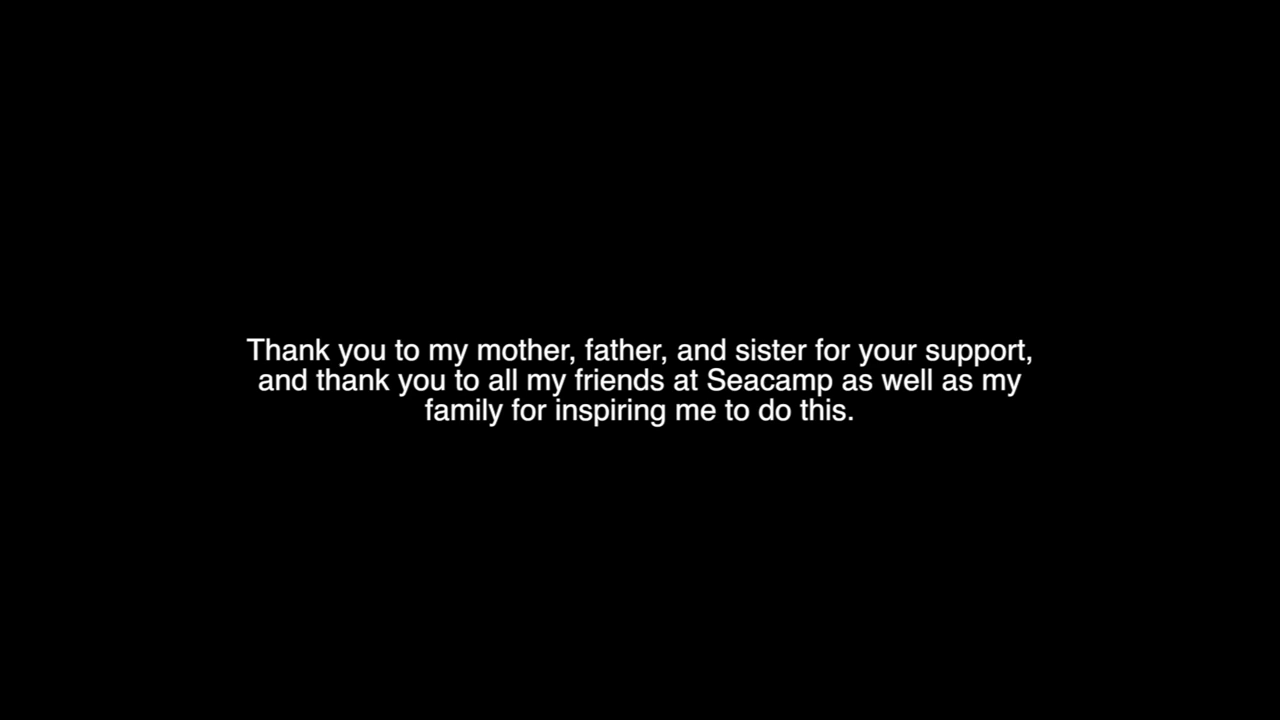 Thank you to my mother, father, and sister for your support,
and thank you to all my friends at Seacamp as well as my
family for inspiring me to do this.